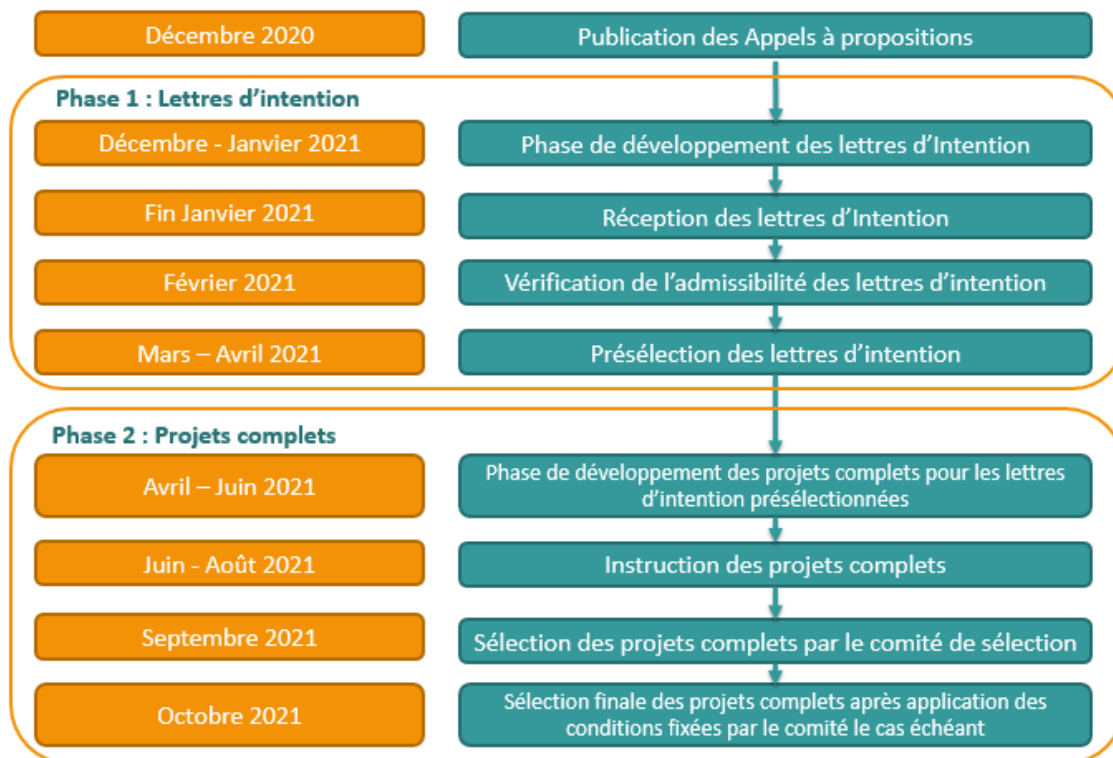 Décembre 2020
Publication des Appels à propositions
Phase 1 : Lettres d’intention
Décembre - Janvier 2021
Phase de développement des lettres d’Intention
Fin Janvier 2021
Réception des lettres d’Intention
Février 2021
Vérification de l’admissibilité des lettres d’intention
Mars – Avril 2021
Présélection des lettres d’intention
Phase 2 : Projets complets
Avril – Juin 2021
Phase de développement des projets complets pour les lettres
d’intention présélectionnées
Juin - Août 2021
Instruction des projets complets
Septembre 2021
Sélection des projets complets par le comité de sélection
Octobre 2021
Sélection finale des projets complets après application des
conditions fixées par le comité le cas échéant